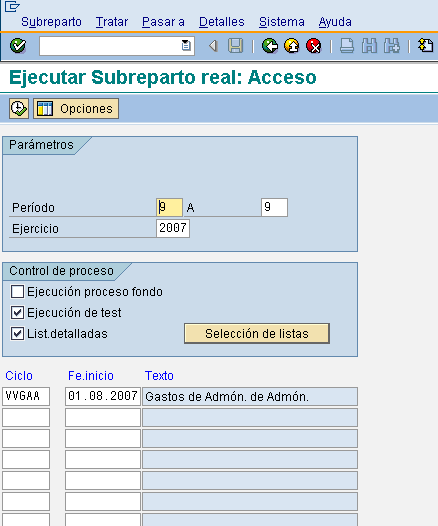 Subreparto Tratar Pasar a Detalles Sistema Ayuda
Ejecutar Subreparto real: Acceso
Opciones
Parámetros
Período 9 A 9
Ejercicio 2007
Control de proceso
Ejecución proceso fondo
Ejecución de test
List.detalladas Selección de listas
Ciclo Fe.inicio Texto
VVGAA 01.08.2007 Gastos de Admón. de Admón.